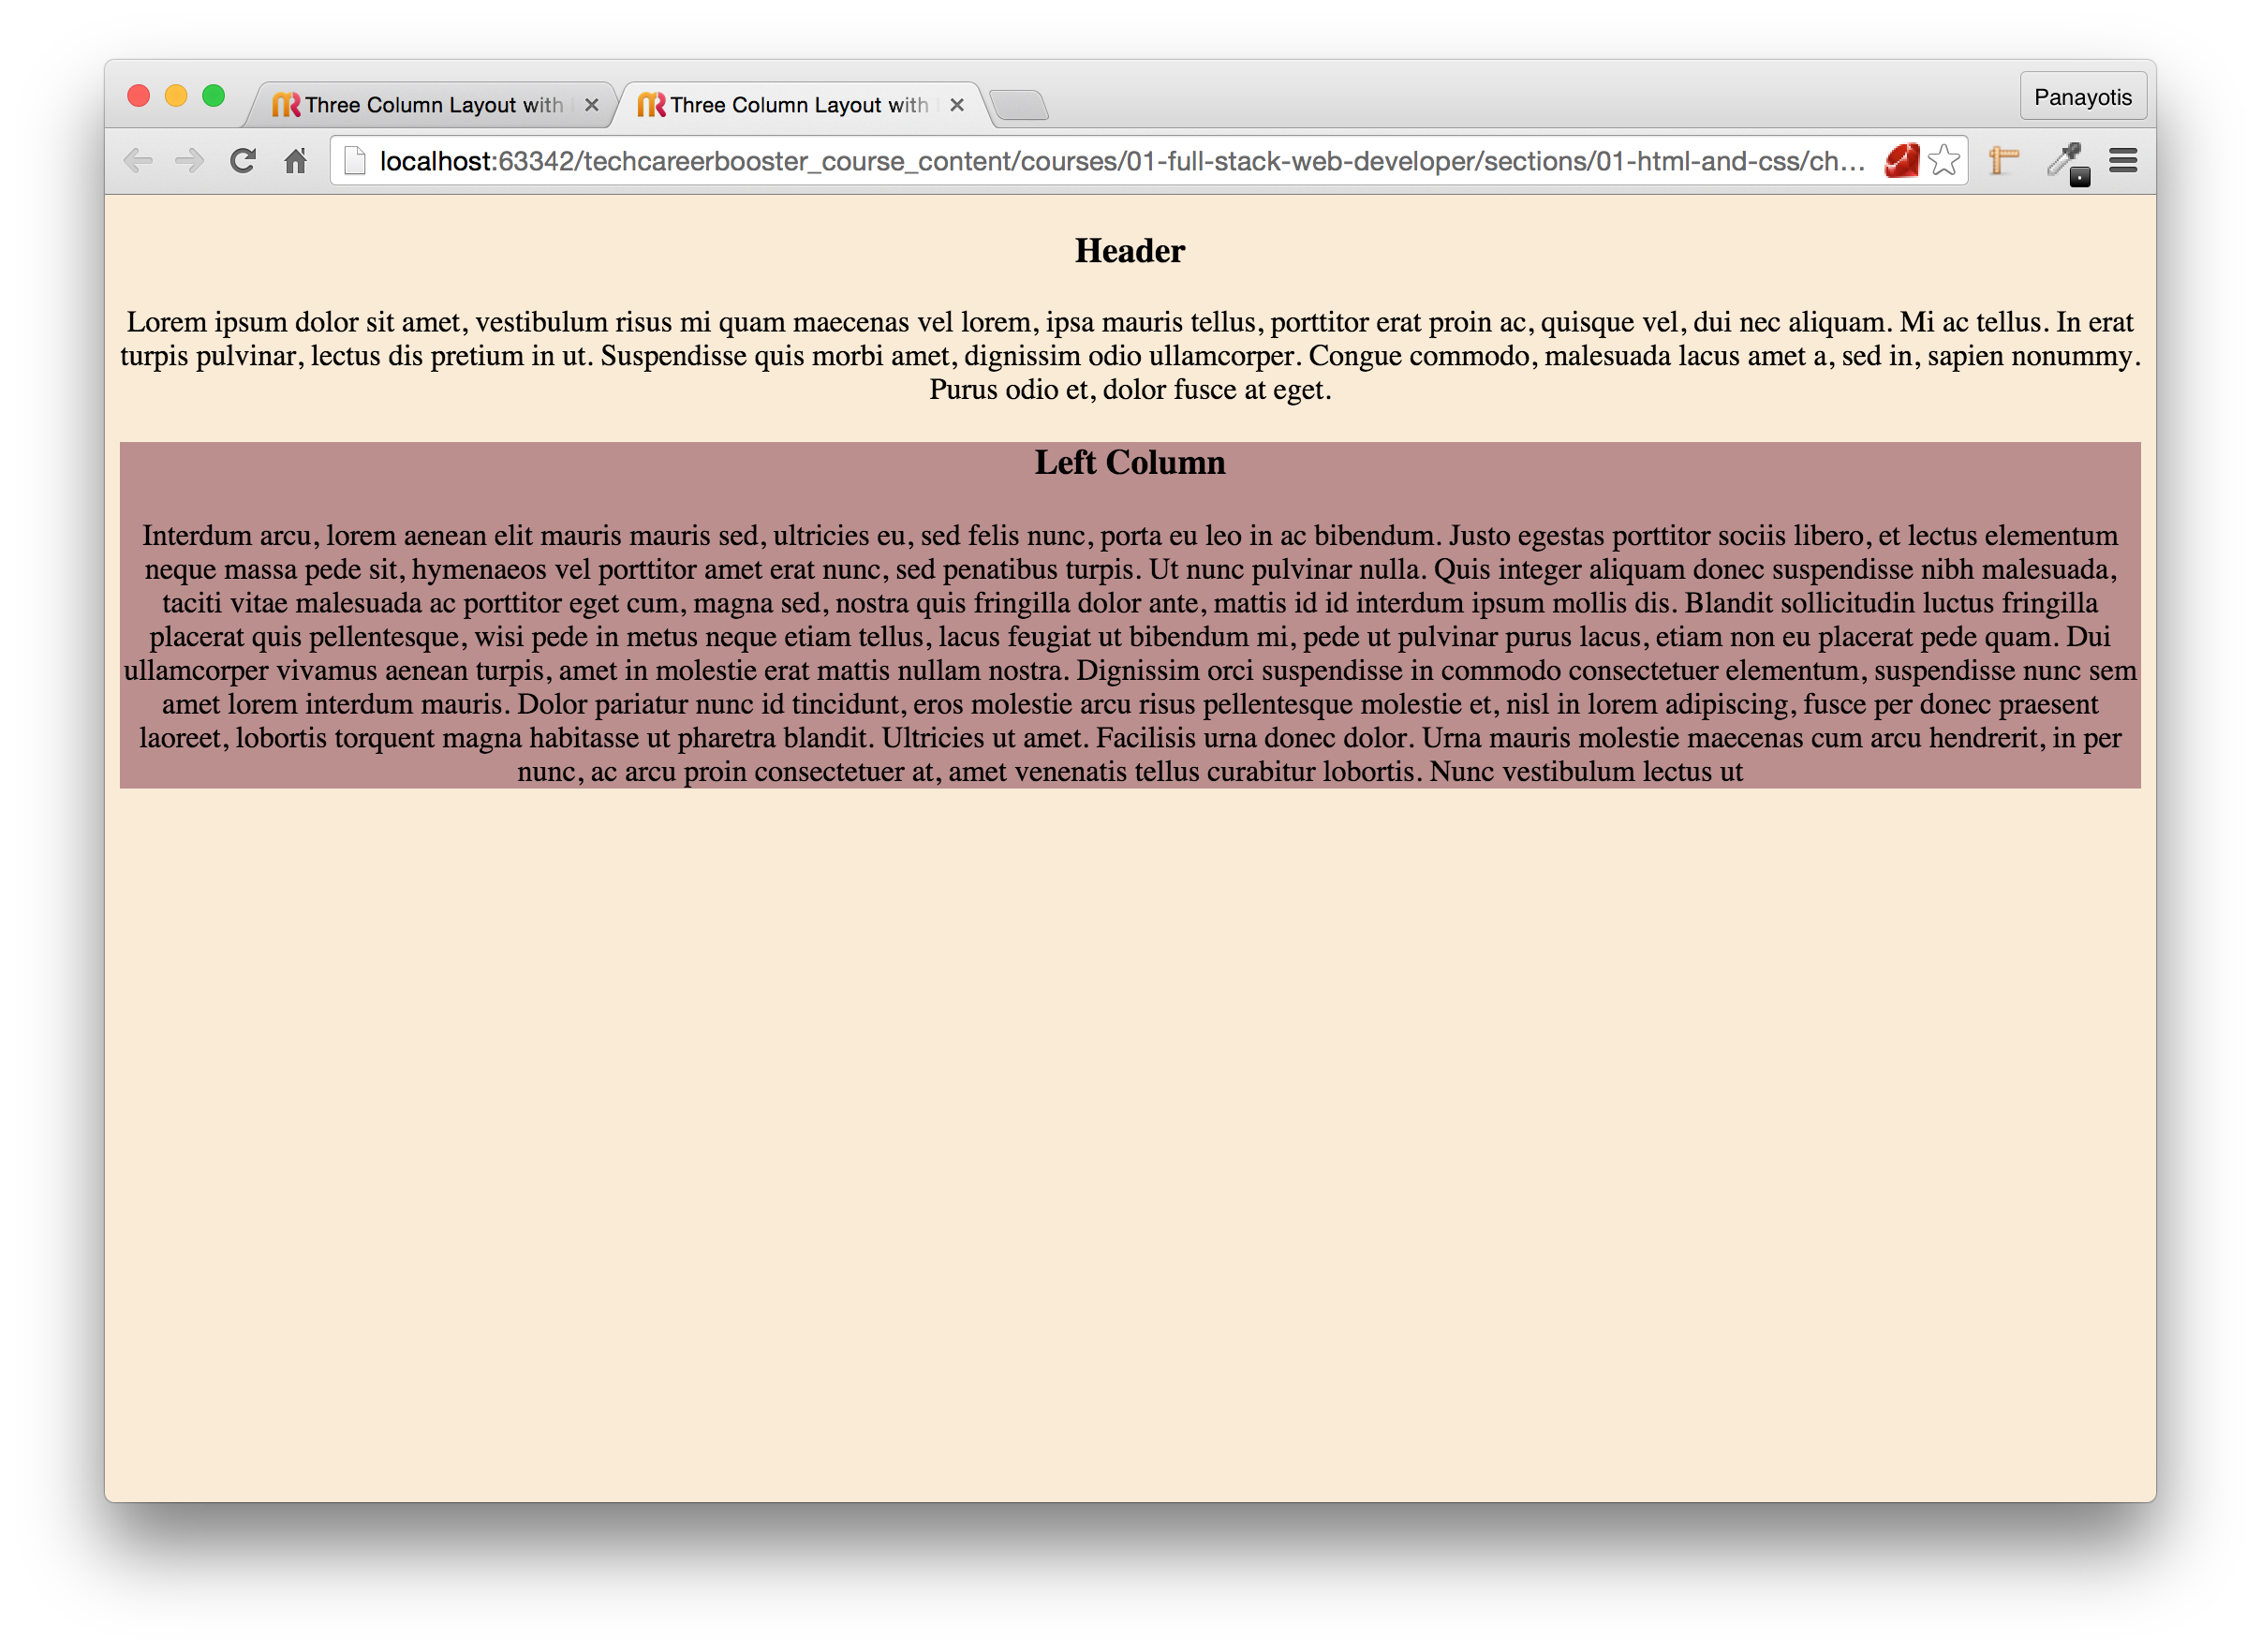 Three Column Layout with
Three Column Layout with
Panayotis
localhost:63342/techcareerbooster_course_content/courses/01-full-stack-web-developer/sections/01-html-and-css/ch...
Header
Lorem ipsum dolor sit amet, vestibulum risus mi quam maecenas vel lorem, ipsa mauris tellus, porttitor erat proin ac, quisque vel, dui nec aliquam. Mi ac tellus. In erat
turpis pulvinar, lectus dis pretium in ut. Suspendisse quis morbi amet, dignissim odio ullamcorper. Congue commodo, malesuada lacus amet a, sed in, sapien nonummy.
Purus odio et, dolor fusce at eget.
Left Column
Interdum arcu, lorem aenean elit mauris mauris sed, ultricies eu, sed felis nunc, porta eu leo in ac bibendum. Justo egestas porttitor sociis libero, et lectus elementum
neque massa pede sit, hymenaeos vel porttitor amet erat nunc, sed penatibus turpis. Ut nunc pulvinar nulla. Quis integer aliquam donec suspendisse nibh malesuada,
taciti vitae malesuada ac porttitor eget cum, magna sed, nostra quis fringilla dolor ante, mattis id id interdum ipsum mollis dis. Blandit sollicitudin luctus fringilla
placerat quis pellentesque, wisi pede in metus neque etiam tellus, lacus feugiat ut bibendum mi, pede ut pulvinar purus lacus, etiam non eu placerat pede quam. Dui
ullamcorper vivamus aenean turpis, amet in molestie erat mattis nullam nostra. Dignissim orci suspendisse in commodo consectetuer elementum, suspendisse nunc sem
amet lorem interdum mauris. Dolor pariatur nunc id tincidunt, eros molestie arcu risus pellentesque molestie et, nisl in lorem adipiscing, fusce per donec praesent
laoreet, lobortis torquent magna habitasse ut pharetra blandit. Ultricies ut amet. Facilisis urna donec dolor. Urna mauris molestie maecenas cum arcu hendrerit, in per
nunc, ac arcu proin consectetuer at, amet venenatis tellus curabitur lobortis. Nunc vestibulum lectus ut